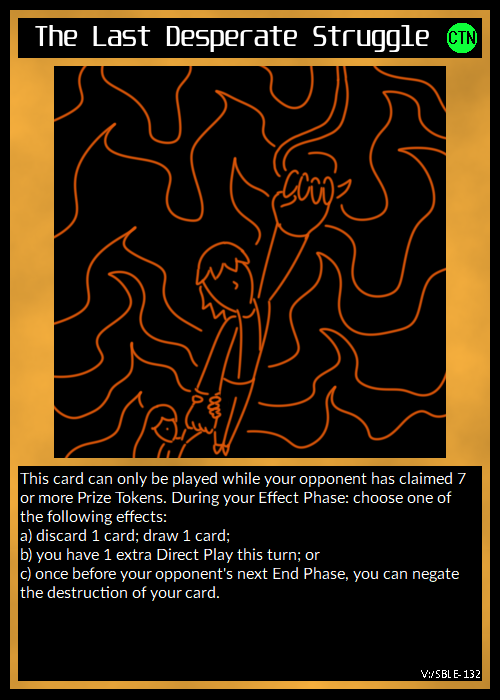 The Last Desperate Struggle CTN
This card can only be played while your opponent has claimed 7
or more Prize Tokens. During your Effect Phase: choose one of
the following effects:
a) discard 1 card; draw 1 card;
b) you have 1 extra Direct Play this turn; or
c) once before your opponent's next End Phase, you can negate
the destruction of your card.
V:/SBLE-132